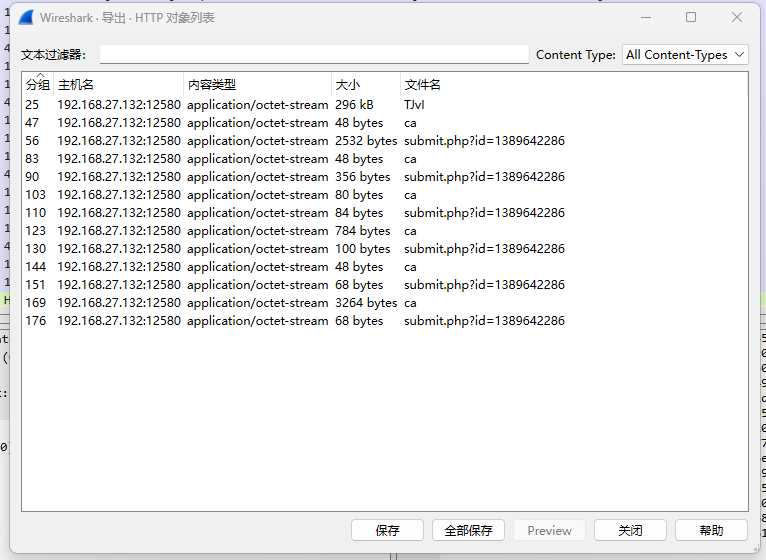 Wireshark · 导出 · HTTP 对象列表
文本过滤器: Content Type: All Content-Types
分组 主机名 内容类型 大小 文件名
25 192.168.27.132:12580 application/octet-stream 296 kB TJvI
47 192.168.27.132:12580 application/octet-stream 48 bytes ca
56 192.168.27.132:12580 application/octet-stream 2532 bytes submit.php?id=1389642286
83 192.168.27.132:12580 application/octet-stream 48 bytes ca
90 192.168.27.132:12580 application/octet-stream 356 bytes submit.php?id=1389642286
103 192.168.27.132:12580 application/octet-stream 80 bytes ca
110 192.168.27.132:12580 application/octet-stream 84 bytes submit.php?id=1389642286
123 192.168.27.132:12580 application/octet-stream 784 bytes ca
130 192.168.27.132:12580 application/octet-stream 100 bytes submit.php?id=1389642286
144 192.168.27.132:12580 application/octet-stream 48 bytes ca
151 192.168.27.132:12580 application/octet-stream 68 bytes submit.php?id=1389642286
169 192.168.27.132:12580 application/octet-stream 3264 bytes ca
176 192.168.27.132:12580 application/octet-stream 68 bytes submit.php?id=1389642286
保存 全部保存 Preview 关闭 帮助